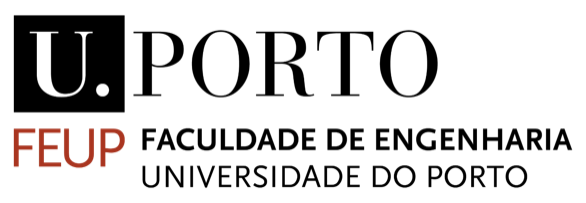 U. PORTO
FEUP FACULDADE DE ENGENHARIA
UNIVERSIDADE DO PORTO